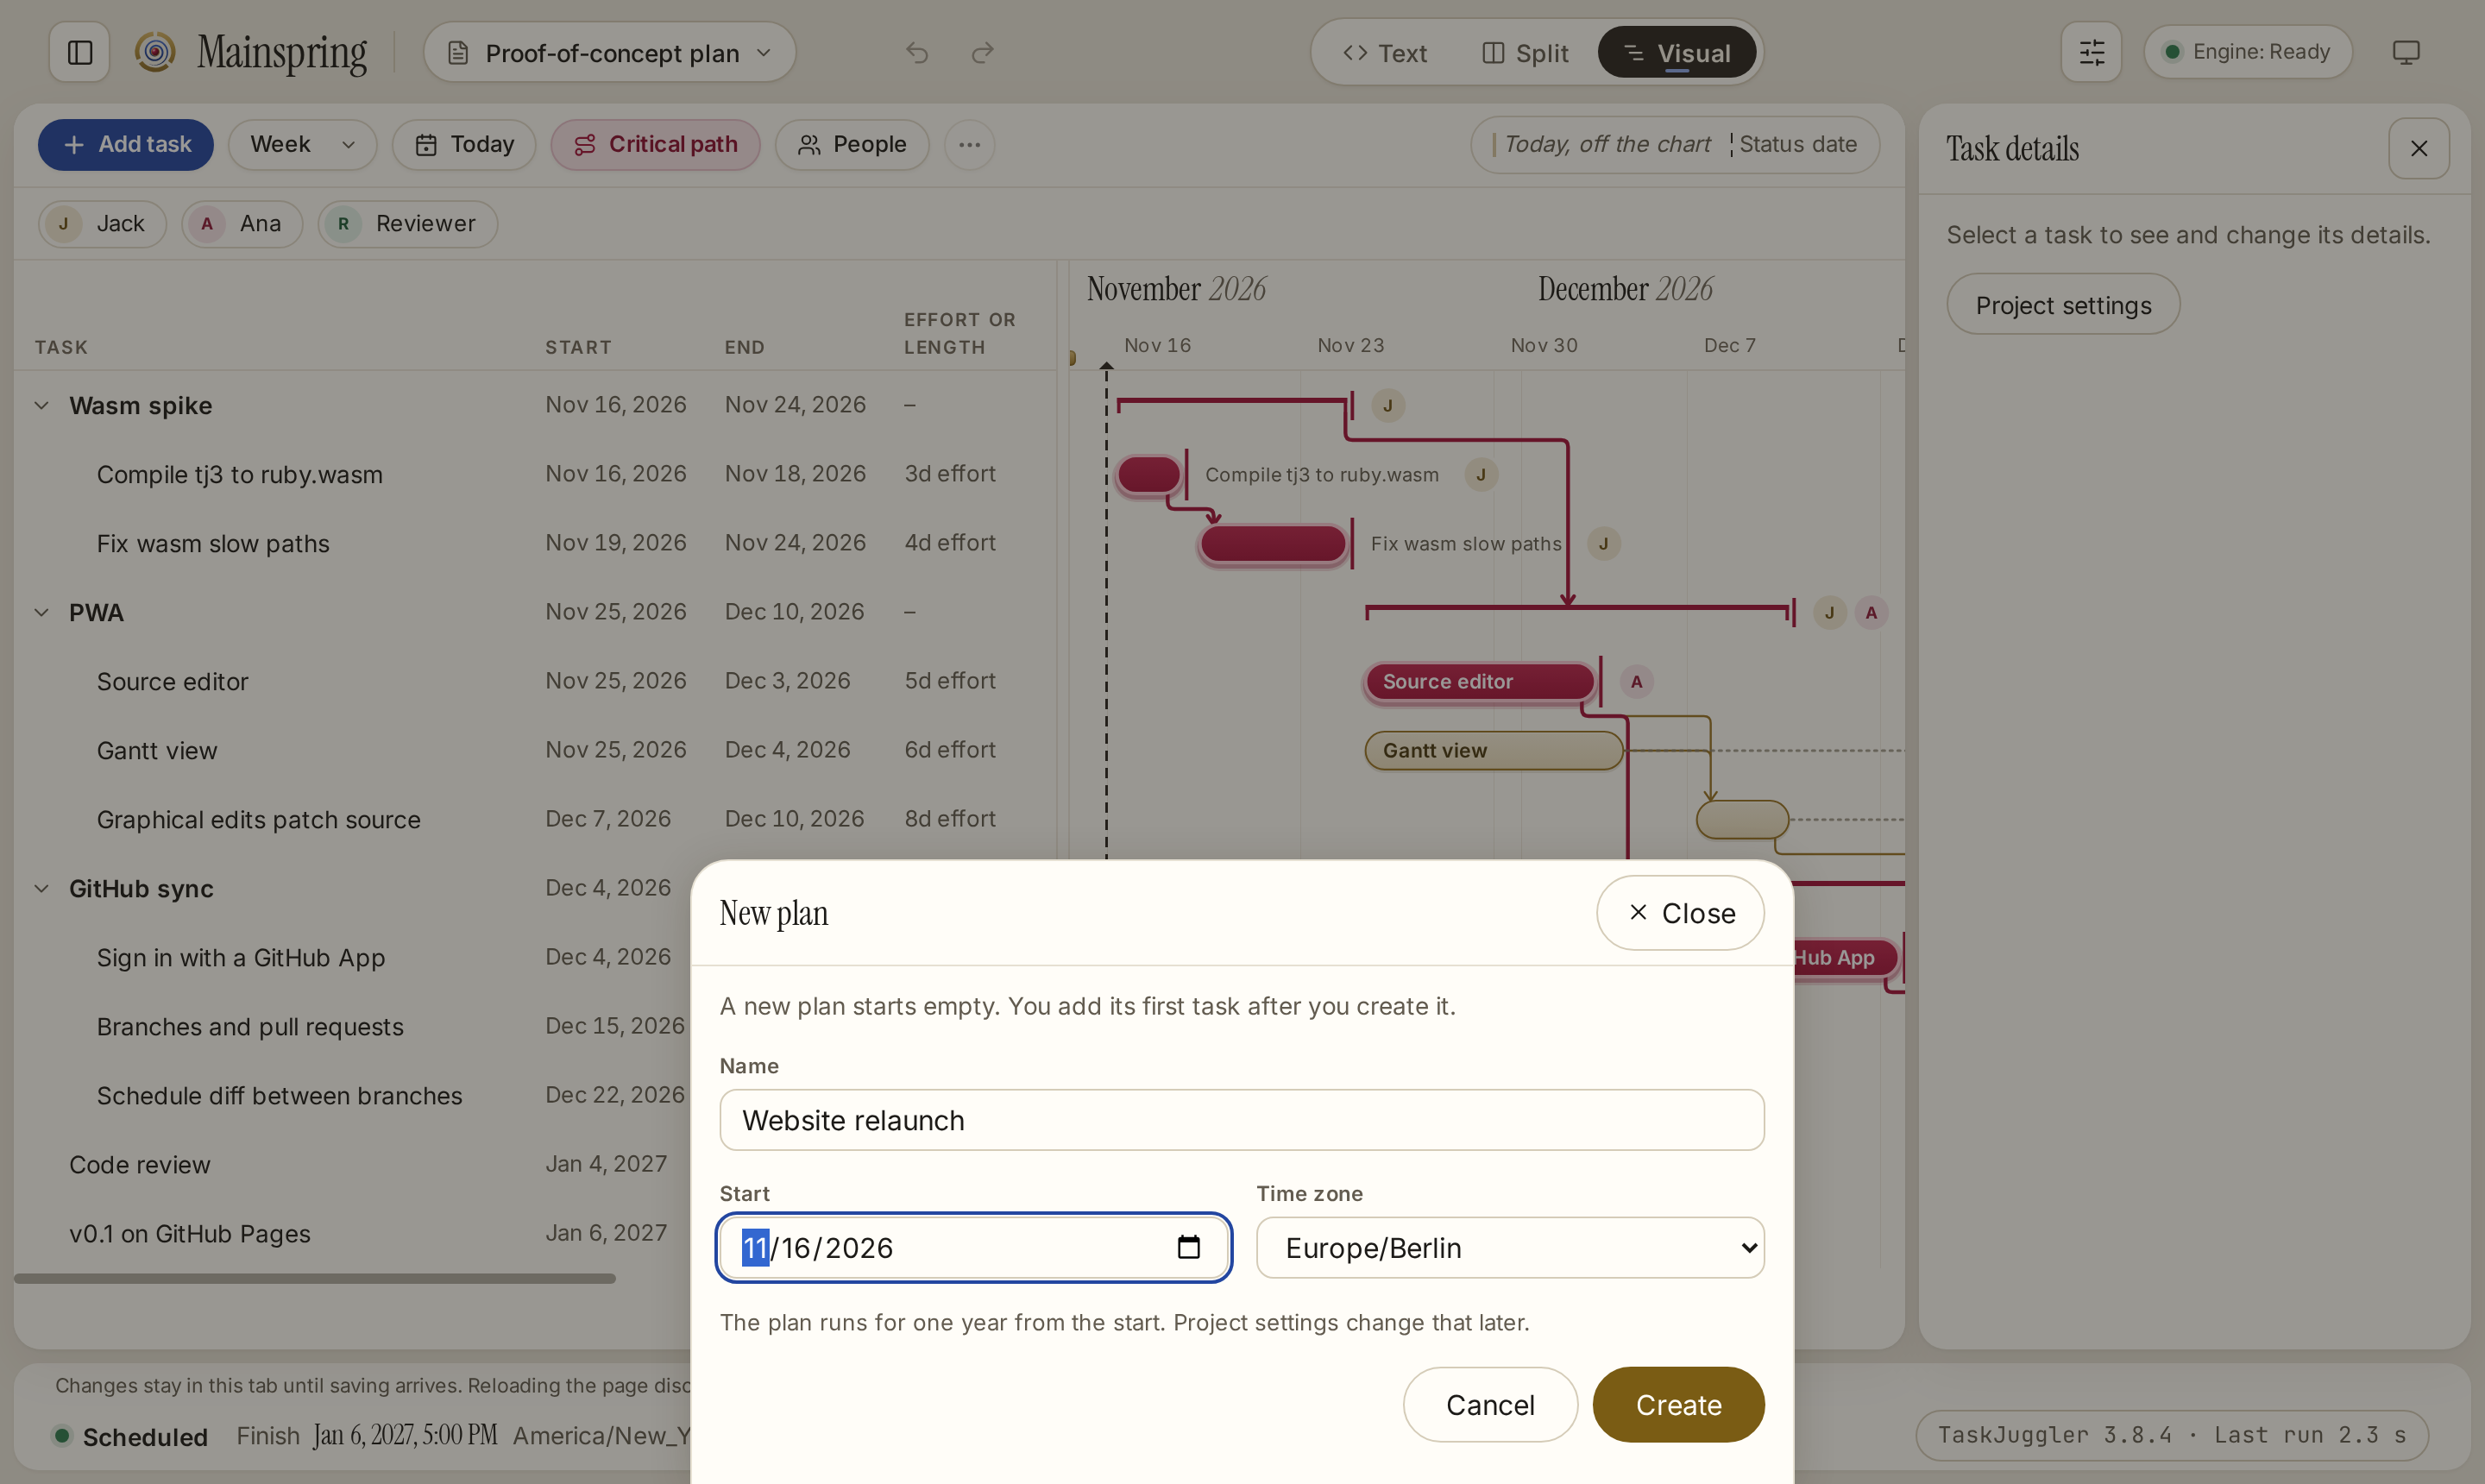 Mainspring
Proof-of-concept plan
Text
Split
Visual
Engine: Ready
Add task
Week
Today
Critical path
People
Today, off the chart
Status date
Task details
J Jack
A Ana
R Reviewer
Select a task to see and change its details.
Project settings
November 2026
December 2026
TASK
START
END
EFFORT OR
LENGTH
Nov 16
Nov 23
Nov 30
Dec 7
Wasm spike Nov 16, 2026 Nov 24, 2026 –
J
Compile tj3 to ruby.wasm Nov 16, 2026 Nov 18, 2026 3d effort
Compile tj3 to ruby.wasm J
Fix wasm slow paths Nov 19, 2026 Nov 24, 2026 4d effort
Fix wasm slow paths J
PWA Nov 25, 2026 Dec 10, 2026 –
J A
Source editor Nov 25, 2026 Dec 3, 2026 5d effort
Source editor A
Gantt view Nov 25, 2026 Dec 4, 2026 6d effort
Gantt view
Graphical edits patch source Dec 7, 2026 Dec 10, 2026 8d effort
GitHub sync Dec 4, 2026
Sign in with a GitHub App Dec 4, 2026
Hub App
Branches and pull requests Dec 15, 2026
Schedule diff between branches Dec 22, 2026
Code review Jan 4, 2027
v0.1 on GitHub Pages Jan 6, 2027
New plan
Close
A new plan starts empty. You add its first task after you create it.
Name
Website relaunch
Start
Time zone
11/16/2026
Europe/Berlin
The plan runs for one year from the start. Project settings change that later.
Cancel
Create
Changes stay in this tab until saving arrives. Reloading the page
Scheduled Finish Jan 6, 2027, 5:00 PM America/New_Y
TaskJuggler 3.8.4 · Last run 2.3 s